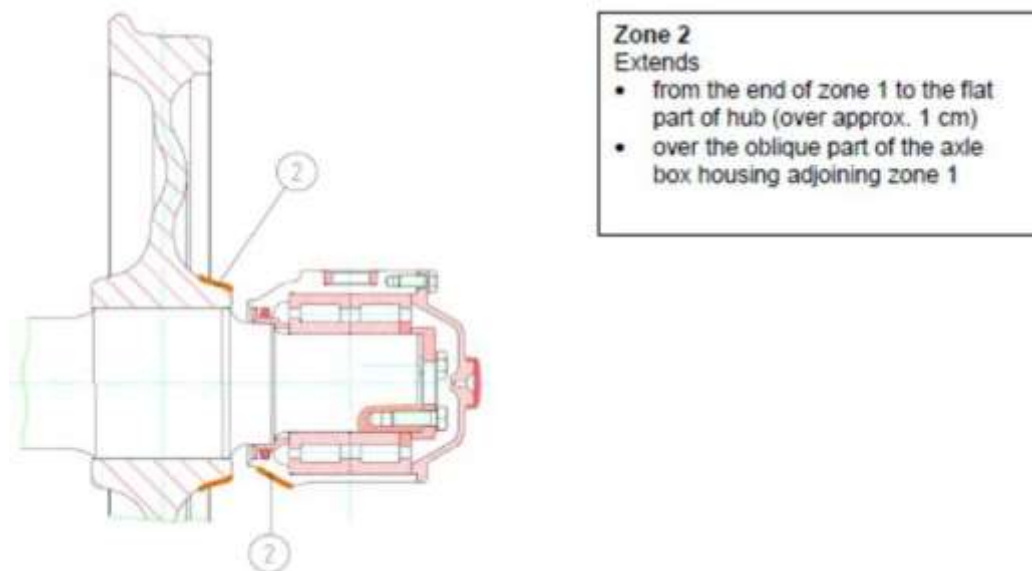 Zone 2
Extends
• from the end of zone 1 to the flat
part of hub (over approx. 1 cm)
• over the oblique part of the axle
box housing adjoining zone 1
2
2